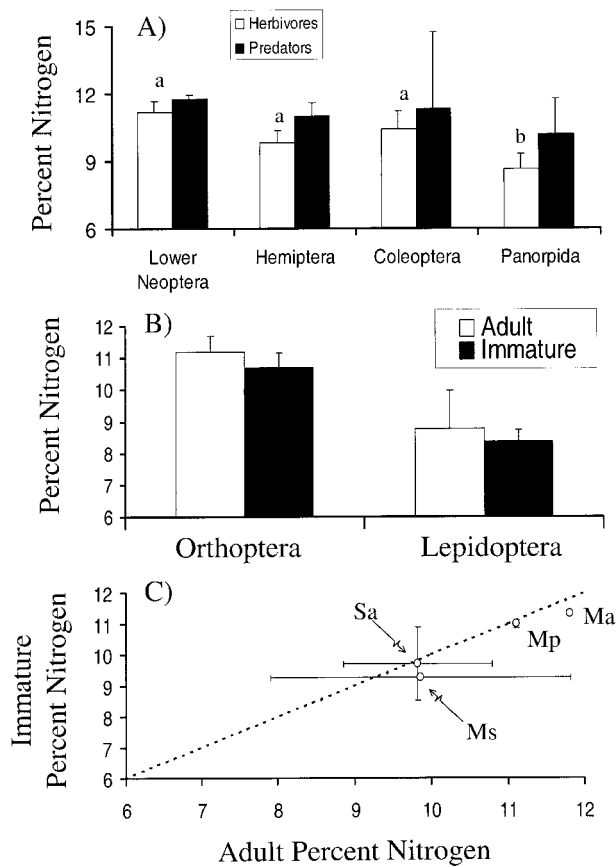 A)
Herbivores
Predators
Percent Nitrogen
15
12
9
6
a
a
a
b
Lower
Neoptera
Hemiptera
Coleoptera
Panorpida
B)
Adult
Immature
Percent Nitrogen
12
11
10
9
8
7
6
Orthoptera
Lepidoptera
C)
Immature
Percent Nitrogen
12
11
10
9
8
7
6
Sa
Ms
Mp
Ma
6
7
8
9
10
11
12
Adult Percent Nitrogen